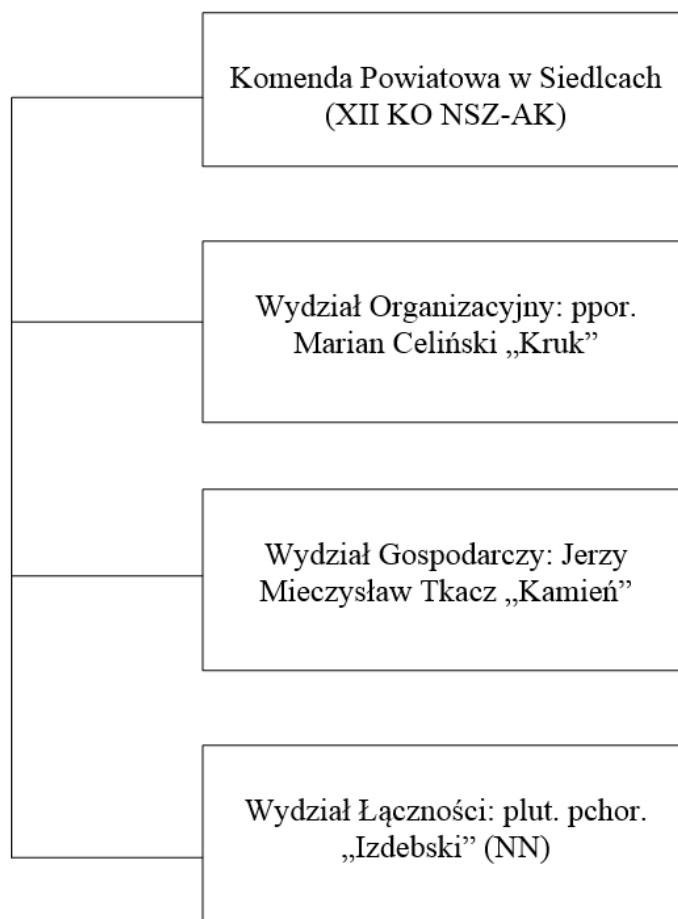 Komenda Powiatowa w Siedlcach
(XII KO NSZ-AK)
Wydział Organizacyjny: ppor.
Marian Celiński „Kruk”
Wydział Gospodarczy: Jerzy
Mieczysław Tkacz „Kamień”
Wydział Łączności: plut. pchor.
„Izdebski” (NN)